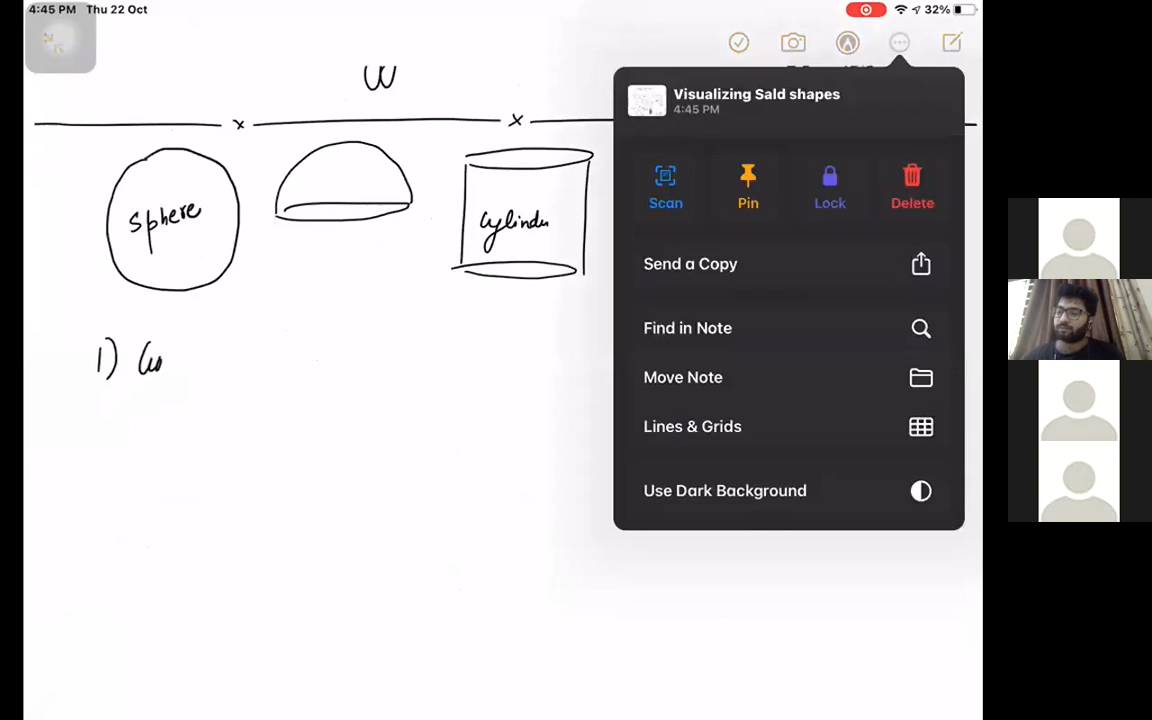 4:45 PM Thu 22 Oct
32%
Visualizing Sald shapes
4:45 PM
Scan
Pin
Lock
Delete
Send a Copy
Find in Note
Move Note
Lines & Grids
Use Dark Background
x x
sphere
cylinder
1)